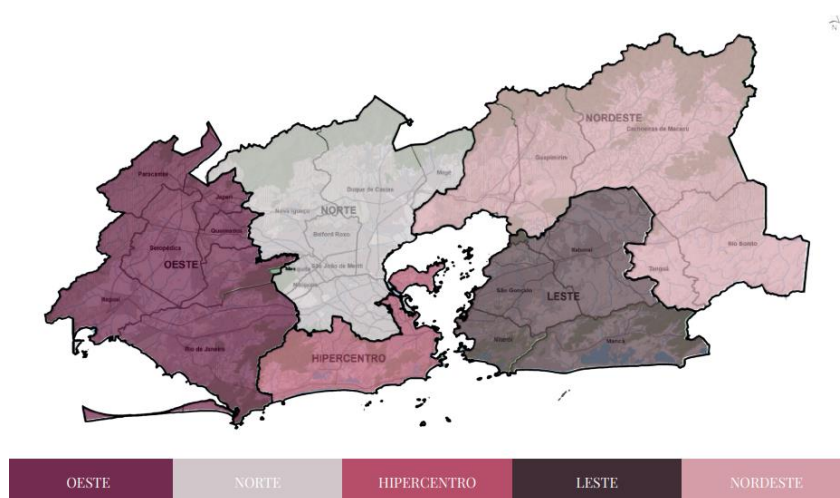 NORDESTE
Cachoeiras de Macacu
Guapimirim
Paracambi
Magé
Duque de Caxias
Japeri
Nova Iguaçu
NORTE
Queimados
Belford Roxo
Seropédica
OESTE
Itaboraí
Rio Bonito
São João de Meriti
Tanguá
São Gonçalo
LESTE
Itaguaí
Niterói
Maricá
Rio de Janeiro
HIPERCENTRO
OESTE
NORTE
HIPERCENTRO
LESTE
NORDESTE